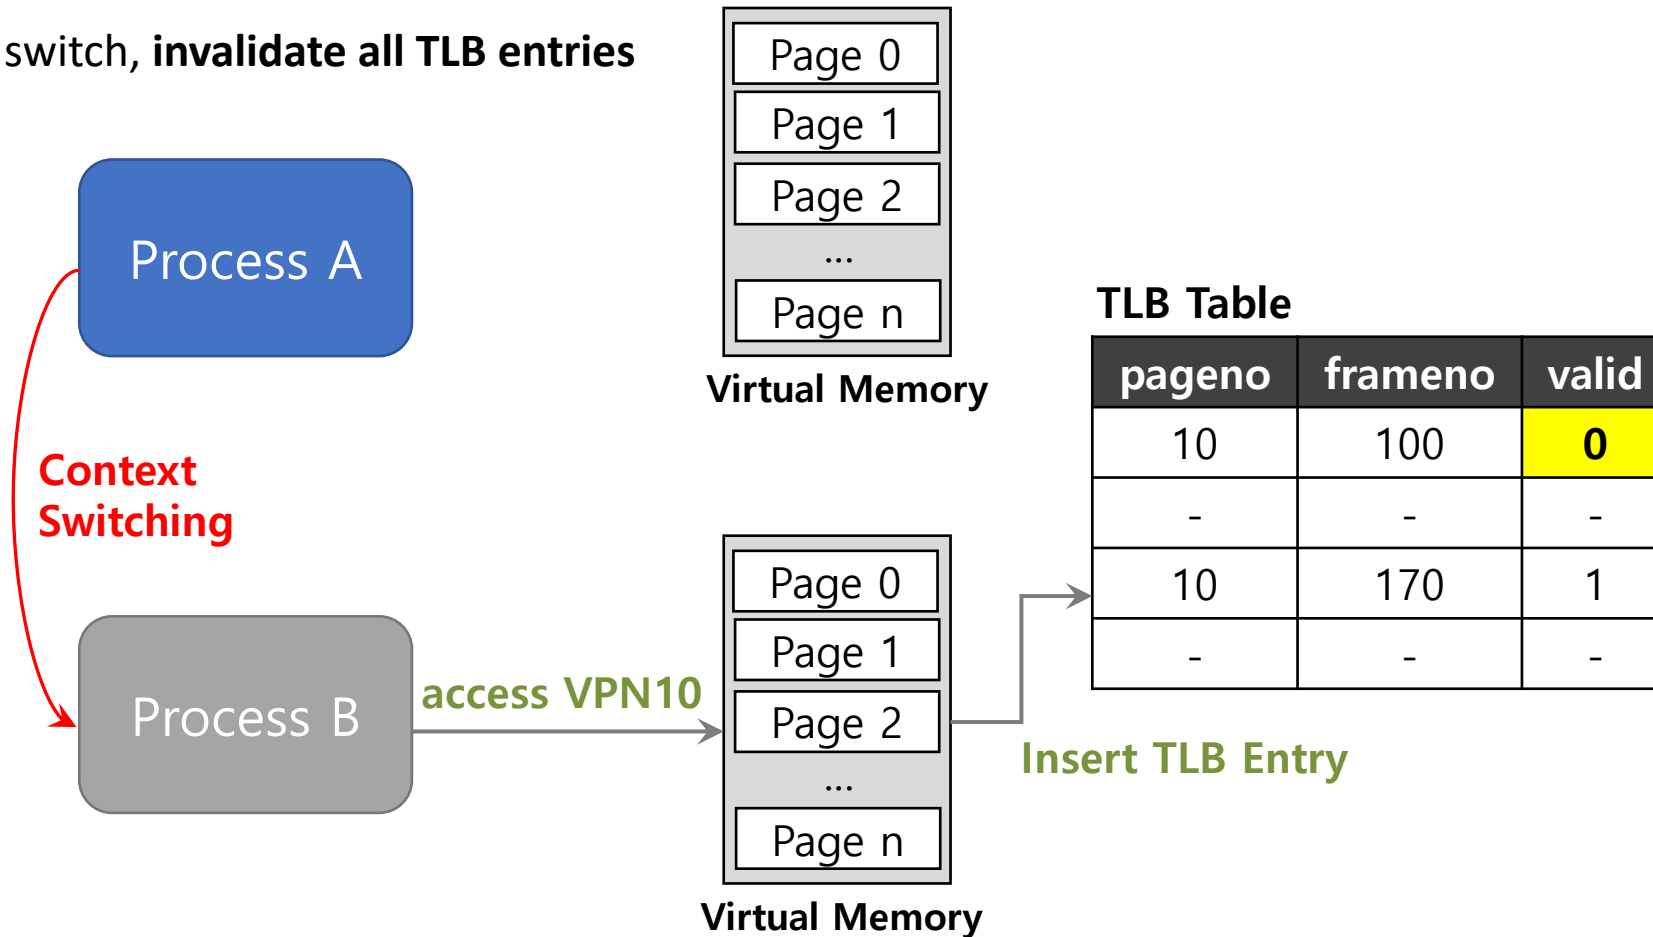 switch, invalidate all TLB entries
Process A
Context
Switching
Process B
access VPN10
Page 0
Page 1
Page 2
...
Page n
Virtual Memory
Page 0
Page 1
Page 2
...
Page n
Virtual Memory
Insert TLB Entry
TLB Table
pageno frameno valid
10 100 0
- - -
10 170 1
- - -